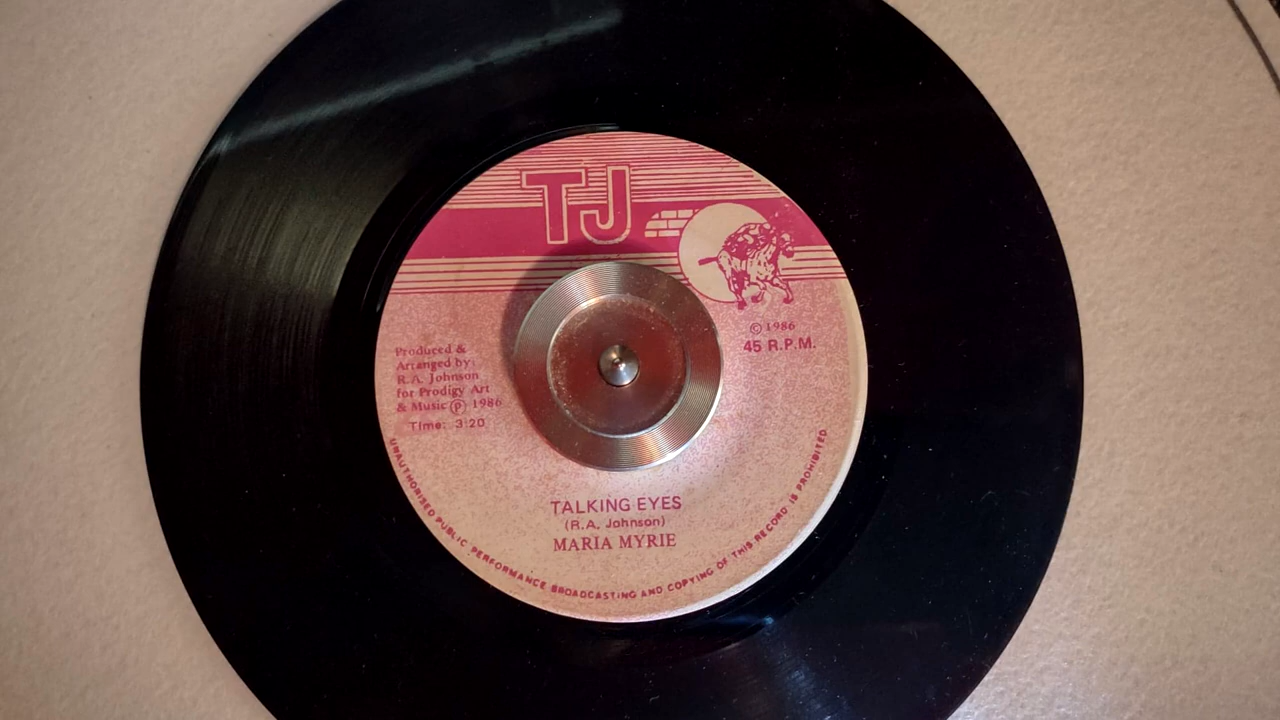 TJ
© 1986
45 R.P.M.
Produced &
Arranged by:
R.A. Johnson
for Prodigy Art
& Music ℗ 1986
Time: 3:20
TALKING EYES
(R.A. Johnson)
MARIA MYRIE
UNAUTHORISED PUBLIC PERFORMANCE BROADCASTING AND COPYING OF THIS RECORD IS PROHIBITED